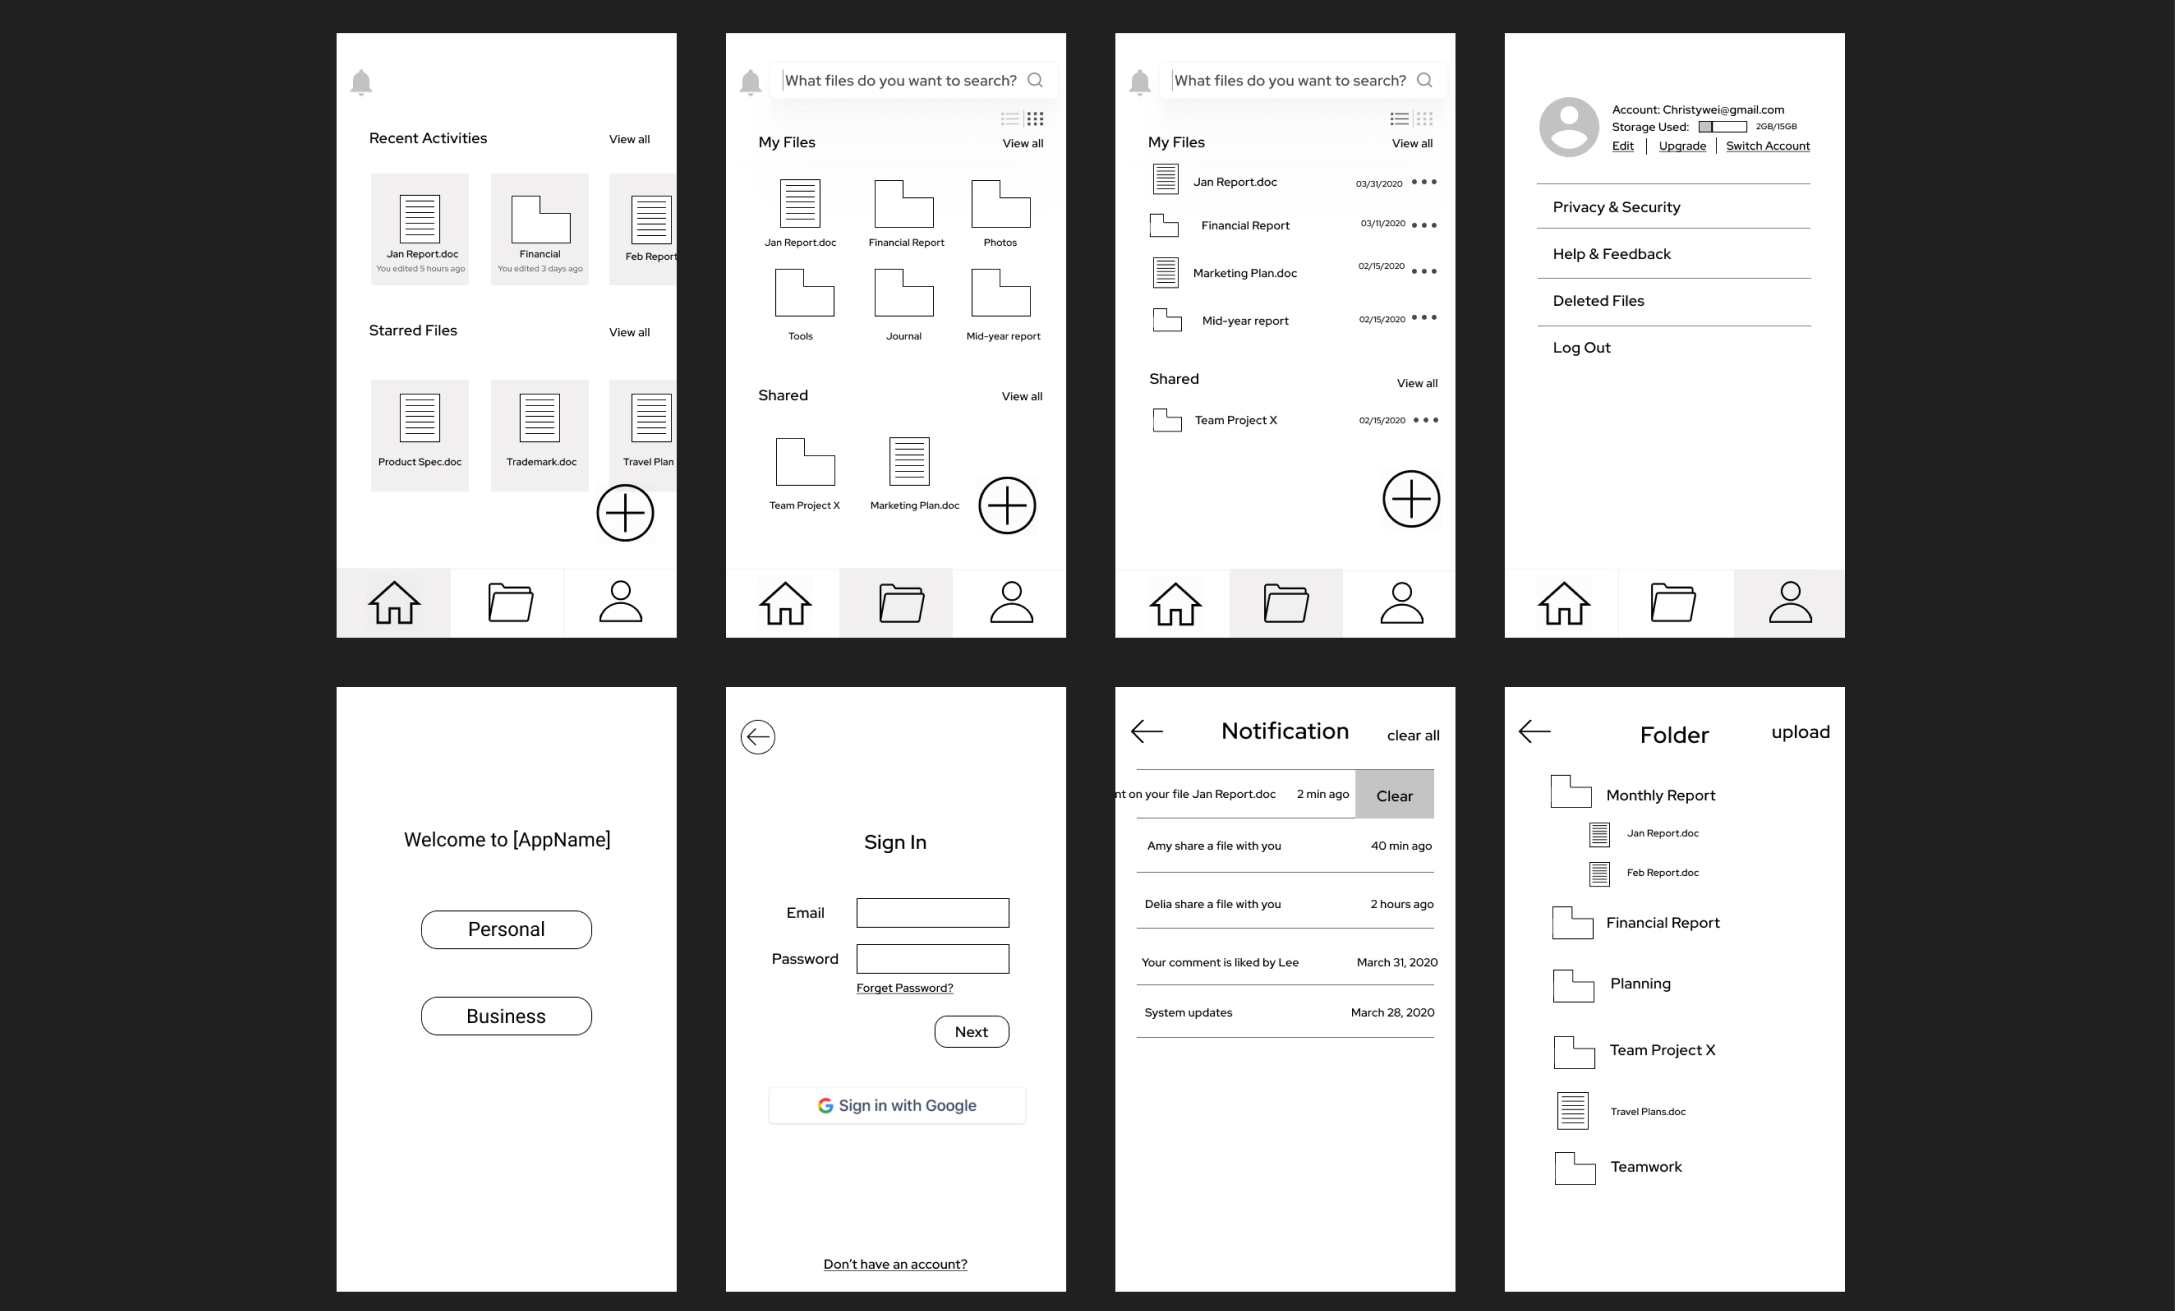 Recent Activities View all
Jan Report.doc
You edited 5 hours ago
Financial
You edited 3 days ago
Feb Report
Starred Files View all
Product Spec.doc Trademark.doc Travel Plan
What files do you want to search?
My Files View all
Jan Report.doc Financial Report Photos
Tools Journal Mid-year report
Shared View all
Team Project X Marketing Plan.doc
What files do you want to search?
My Files View all
Jan Report.doc 03/31/2020
Financial Report 03/11/2020
Marketing Plan.doc 02/15/2020
Mid-year report 02/15/2020
Shared View all
Team Project X 02/15/2020
Account: Christywei@gmail.com
Storage Used: 2GB/15GB
Edit | Upgrade | Switch Account
Privacy & Security
Help & Feedback
Deleted Files
Log Out
Welcome to [AppName]
Personal
Business
Sign In
Email
Password
Forget Password?
Next
Sign in with Google
Don't have an account?
Notification clear all
nt on your file Jan Report.doc 2 min ago Clear
Amy share a file with you 40 min ago
Delia share a file with you 2 hours ago
Your comment is liked by Lee March 31, 2020
System updates March 28, 2020
Folder upload
Monthly Report
Jan Report.doc
Feb Report.doc
Financial Report
Planning
Team Project X
Travel Plans.doc
Teamwork